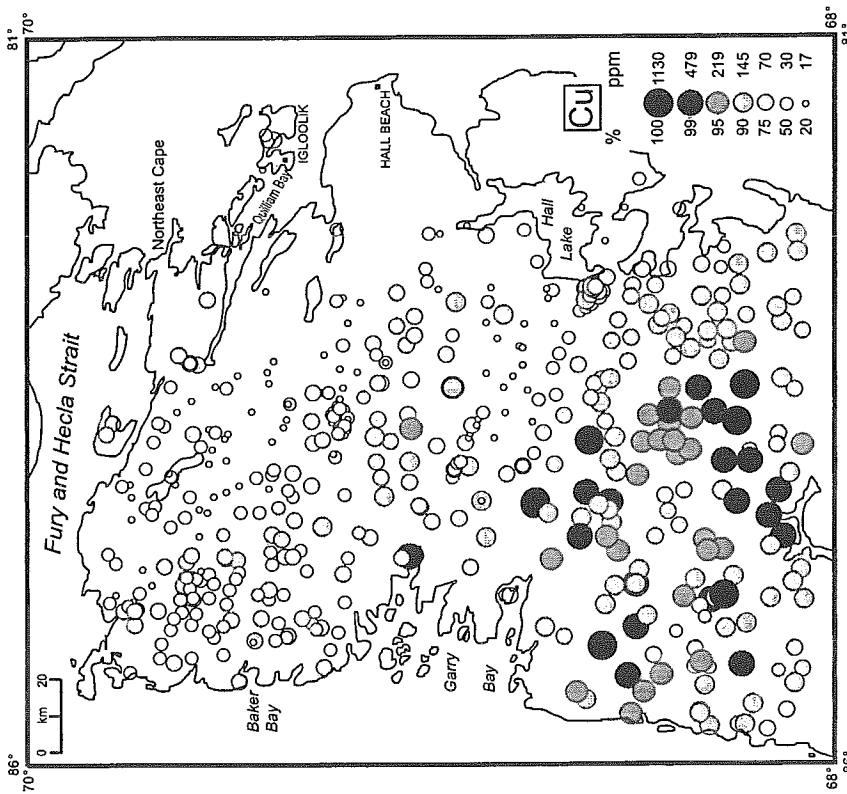 86°
81°
70°
70°
Fury and Hecla Strait
Northeast Cape
0 20
km
Baker
Bay
Quilliam Bay
IGLOOLIK
HALL BEACH
Garry
Bay
Hall
Lake
Cu
% ppm
100 1130
99 479
95 219
90 145
75 70
50 30
20 17
68°
68°
86°
81°